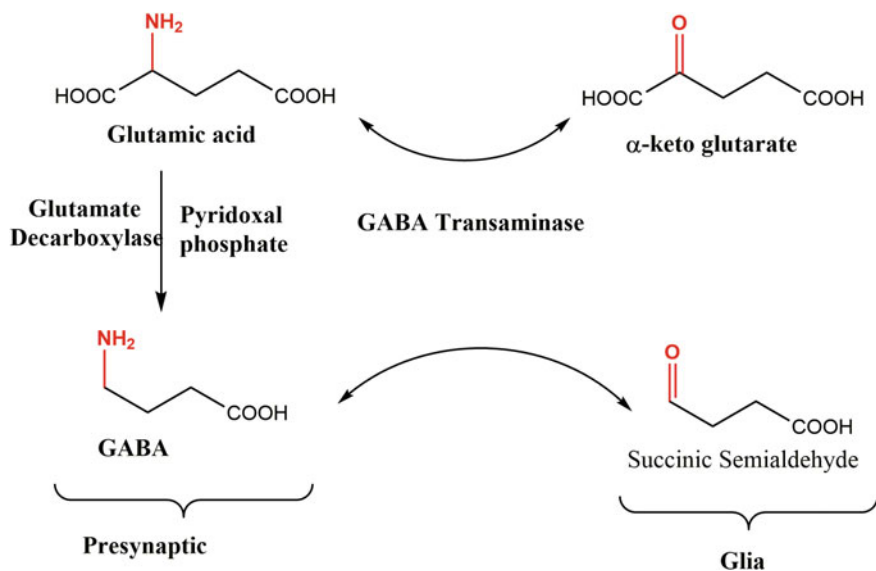 NH₂
O
HOOC COOH
HOOC COOH
Glutamic acid
α-keto glutarate
Glutamate
Decarboxylase
Pyridoxal
phosphate
GABA Transaminase
NH₂
O
COOH
COOH
GABA
Succinic Semialdehyde
Presynaptic
Glia